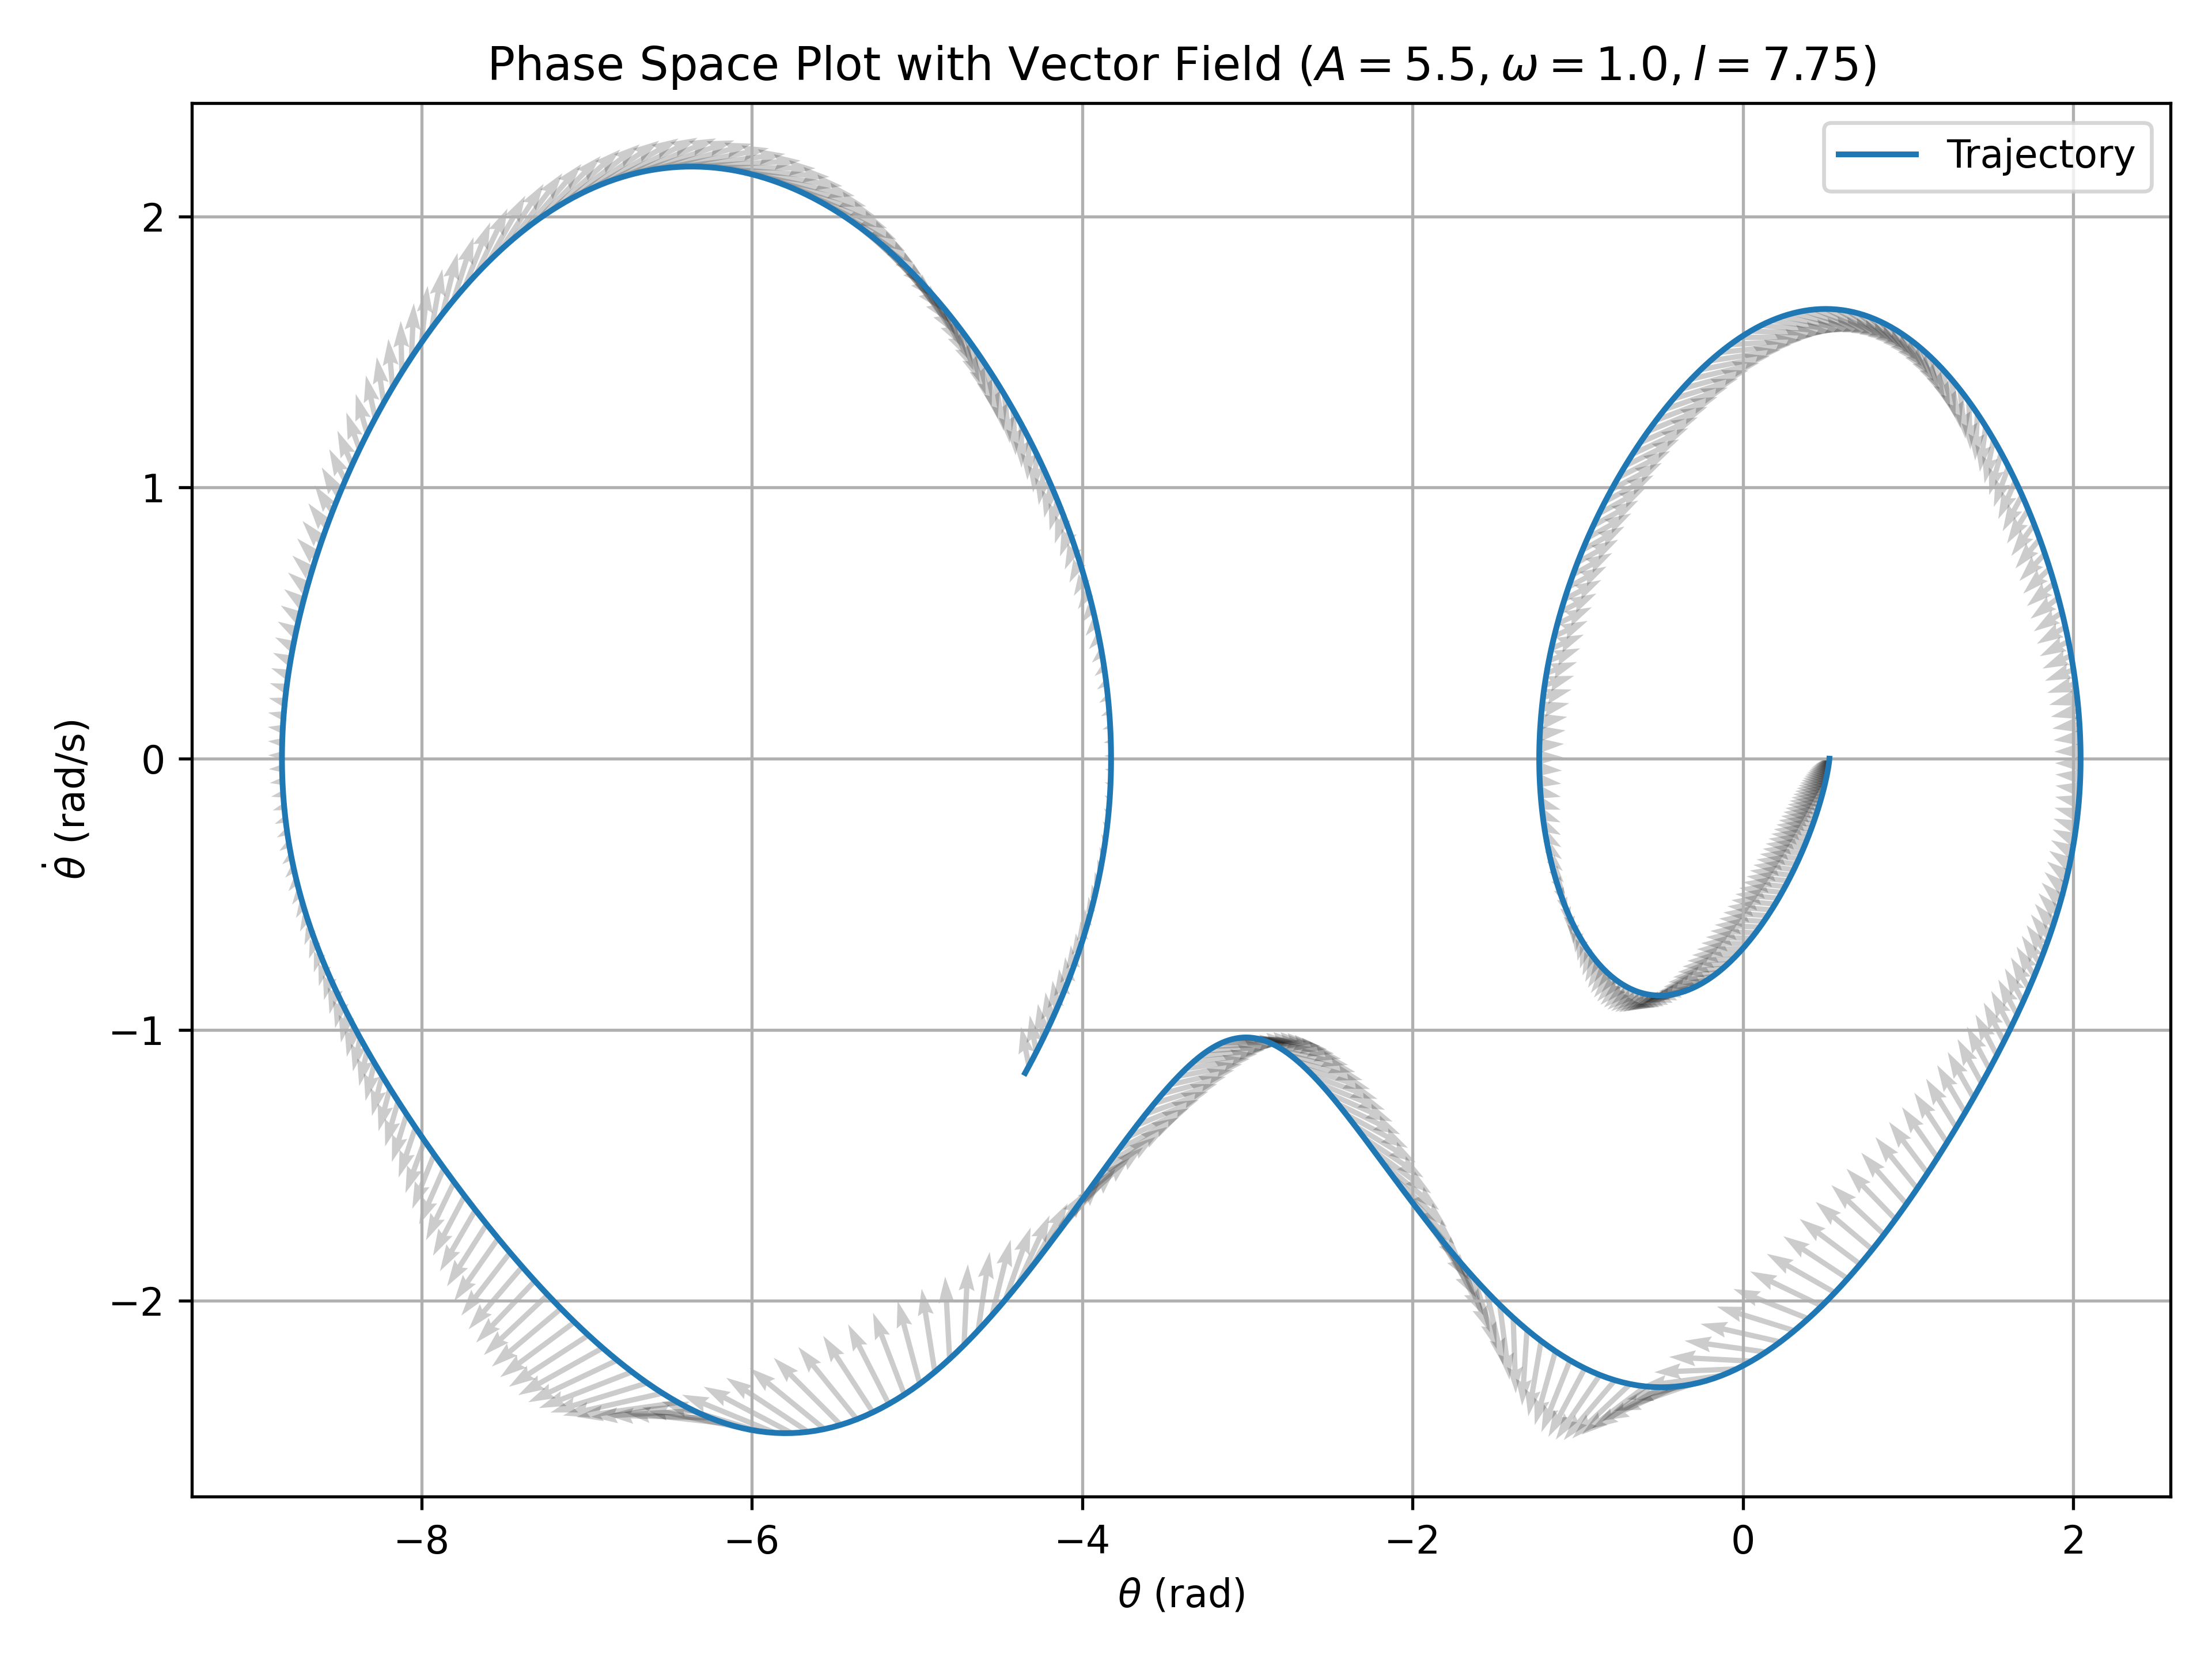 Phase Space Plot with Vector Field (A = 5.5, ω = 1.0, l = 7.75)
Trajectory
2
1
0
−1
−2
θ̇ (rad/s)
−8 −6 −4 −2 0 2
θ (rad)